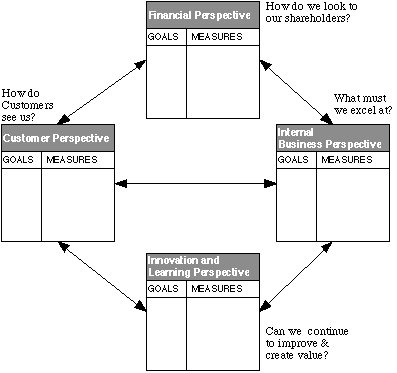 Financial Perspective
GOALS MEASURES
How do we look to
our shareholders?
How do
Customers
see us?
Customer Perspective
GOALS MEASURES
What must
we excel at?
Internal
Business Perspective
GOALS MEASURES
Innovation and
Learning Perspective
GOALS MEASURES
Can we continue
to improve &
create value?